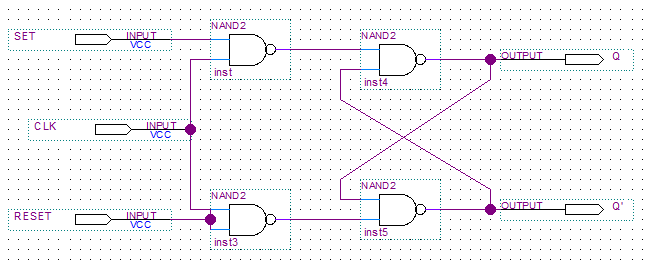 NAND2
NAND2
SET
INPUT
VCC
OUTPUT
Q
inst
inst4
CLK
INPUT
VCC
NAND2
NAND2
RESET
INPUT
VCC
OUTPUT
Q'
inst3
inst5